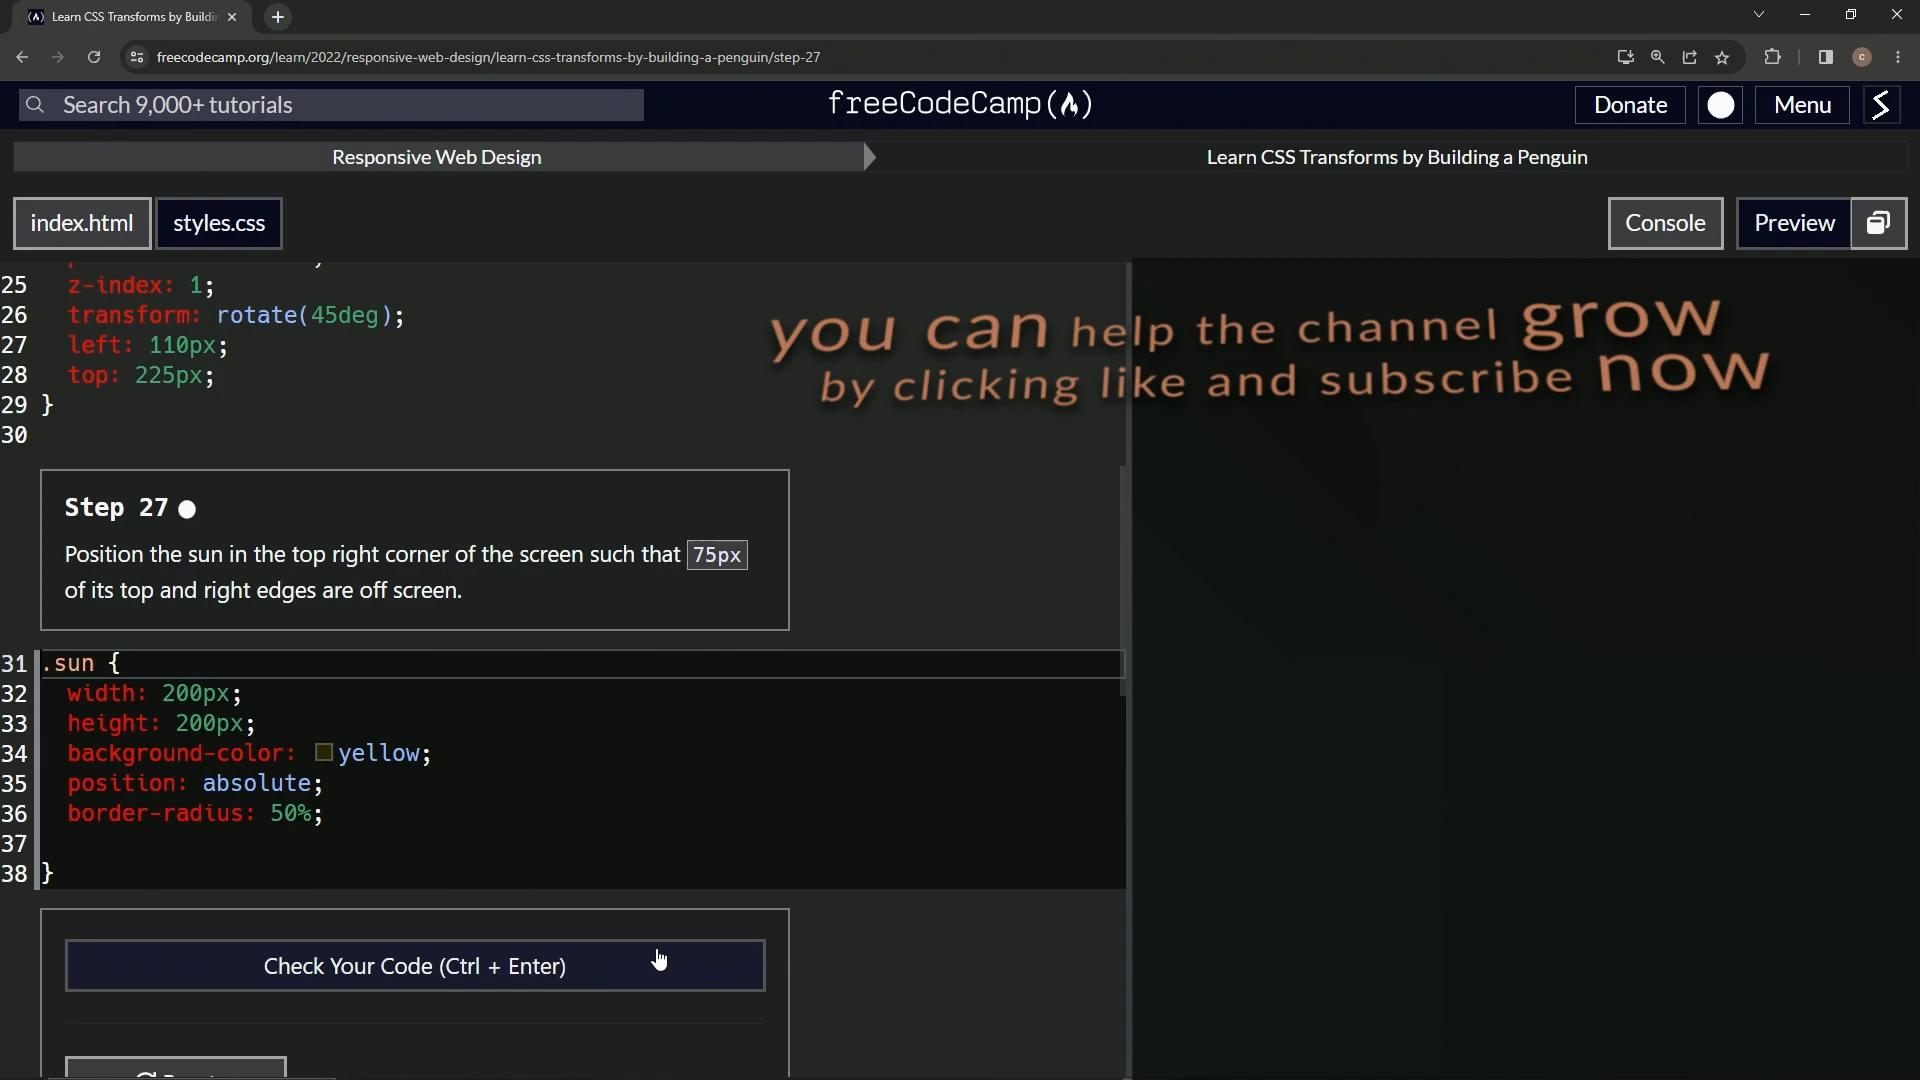 Learn CSS Transforms by Buildin
freecodecamp.org/learn/2022/responsive-web-design/learn-css-transforms-by-building-a-penguin/step-27
C
Search 9,000+ tutorials
freeCodeCamp
Donate
Menu
Responsive Web Design
Learn CSS Transforms by Building a Penguin
index.html
styles.css
Console
Preview
25 z-index: 1;
26 transform: rotate(45deg);
27 left: 110px;
28 top: 225px;
29 }
30
you can help the channel grow
by clicking like and subscribe now
Step 27
Position the sun in the top right corner of the screen such that 75px
of its top and right edges are off screen.
31 .sun {
32 width: 200px;
33 height: 200px;
34 background-color: yellow;
35 position: absolute;
36 border-radius: 50%;
37
38 }
Check Your Code (Ctrl + Enter)